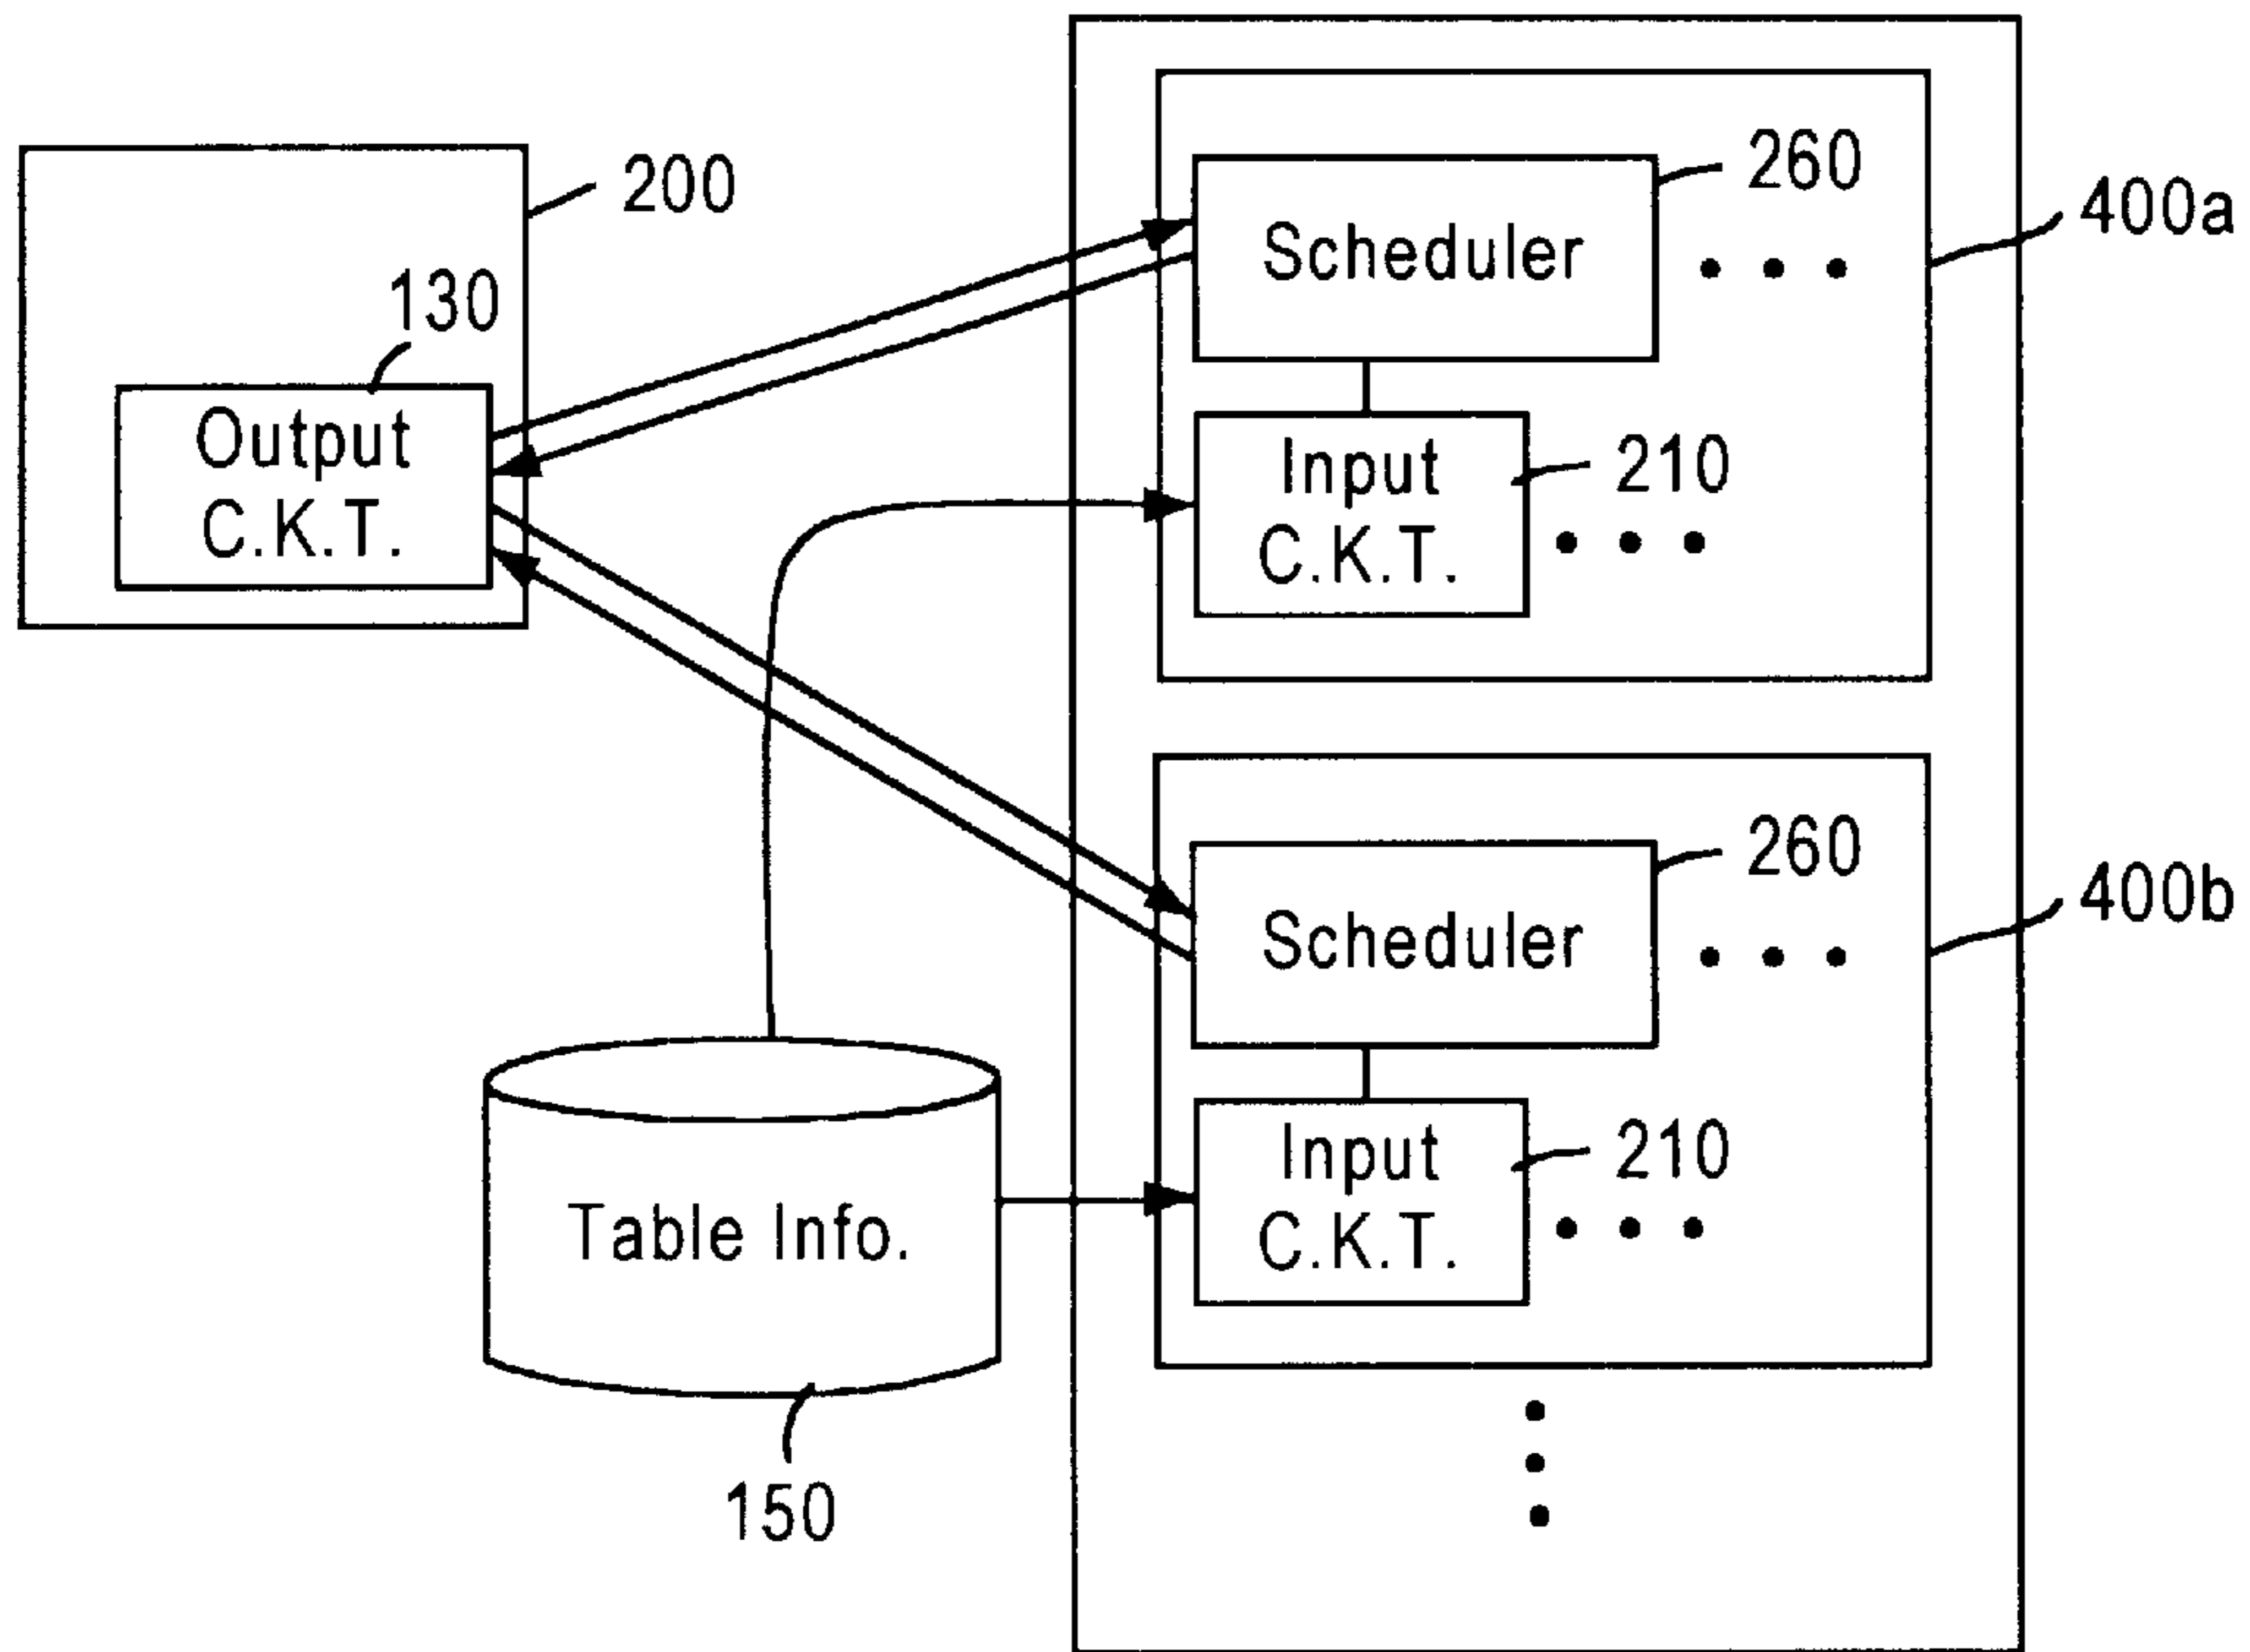 200
130
Output
C.K.T.
260
Scheduler
400a
Input
C.K.T.
210
260
Scheduler
400b
Input
C.K.T.
210
Table Info.
150